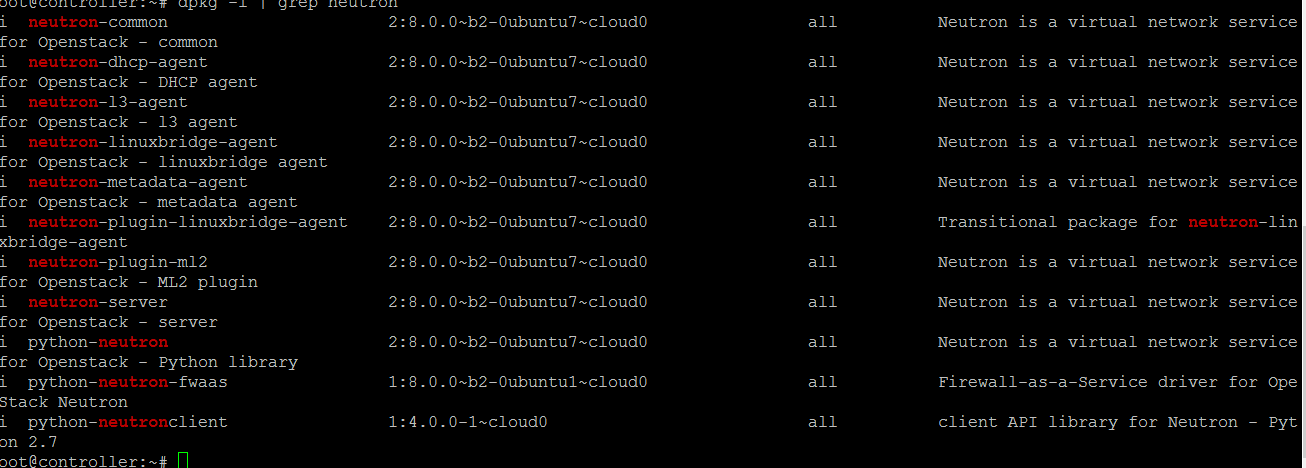 oot@controller:~# dpkg -l | grep neutron
i  neutron-common                      2:8.0.0~b2-0ubuntu7~cloud0                all          Neutron is a virtual network service
for Openstack - common
i  neutron-dhcp-agent                  2:8.0.0~b2-0ubuntu7~cloud0                all          Neutron is a virtual network service
for Openstack - DHCP agent
i  neutron-l3-agent                    2:8.0.0~b2-0ubuntu7~cloud0                all          Neutron is a virtual network service
for Openstack - l3 agent
i  neutron-linuxbridge-agent           2:8.0.0~b2-0ubuntu7~cloud0                all          Neutron is a virtual network service
for Openstack - linuxbridge agent
i  neutron-metadata-agent              2:8.0.0~b2-0ubuntu7~cloud0                all          Neutron is a virtual network service
for Openstack - metadata agent
i  neutron-plugin-linuxbridge-agent    2:8.0.0~b2-0ubuntu7~cloud0                all          Transitional package for neutron-lin
xbridge-agent
i  neutron-plugin-ml2                  2:8.0.0~b2-0ubuntu7~cloud0                all          Neutron is a virtual network service
for Openstack - ML2 plugin
i  neutron-server                      2:8.0.0~b2-0ubuntu7~cloud0                all          Neutron is a virtual network service
for Openstack - server
i  python-neutron                      2:8.0.0~b2-0ubuntu7~cloud0                all          Neutron is a virtual network service
for Openstack - Python library
i  python-neutron-fwaas                1:8.0.0~b2-0ubuntu1~cloud0                all          Firewall-as-a-Service driver for Ope
Stack Neutron
i  python-neutronclient                1:4.0.0-1~cloud0                          all          client API library for Neutron - Pyt
on 2.7
oot@controller:~#